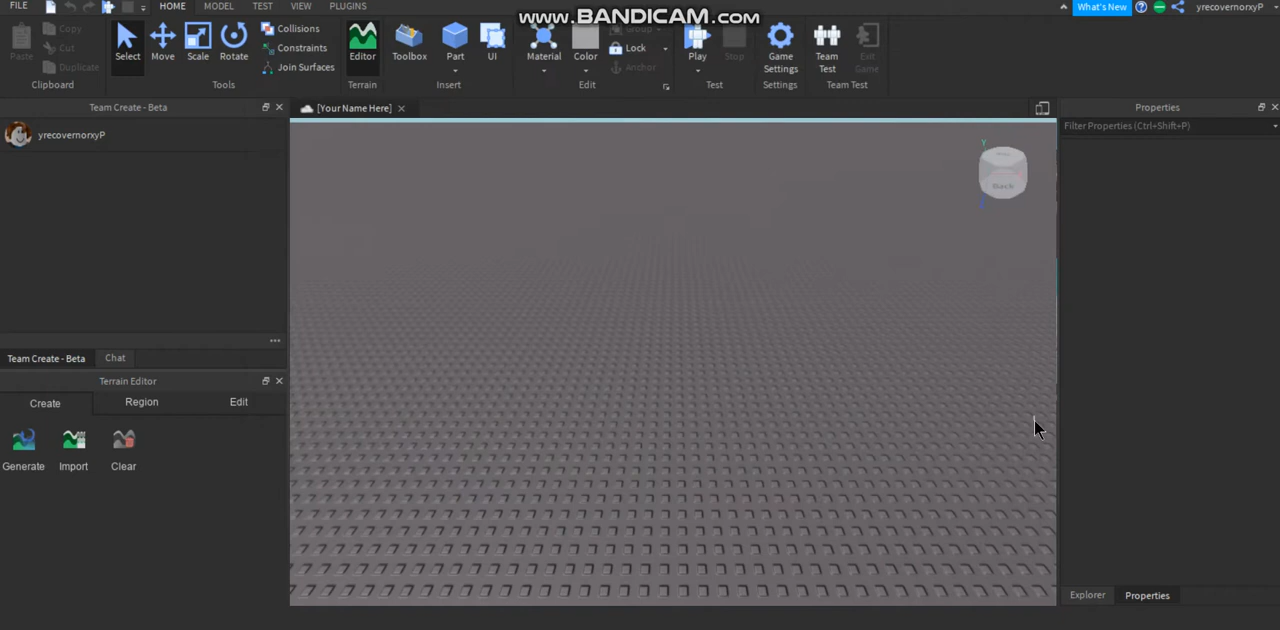 FILE HOME MODEL TEST VIEW PLUGINS
www.BANDICAM.com
What's New yrecovernorxyP
Paste Copy Cut Duplicate
Select Move Scale Rotate
Collisions
Constraints
Join Surfaces
Editor Toolbox Part UI Material Color
Group
Lock
Anchor
Play Stop Game Settings Team Test Exit Game
Clipboard Tools Terrain Insert Edit Test Settings Team Test
Team Create - Beta
[Your Name Here]
Properties
Filter Properties (Ctrl+Shift+P)
yrecovernorxyP
Y
Back
Team Create - Beta Chat
Terrain Editor
Create Region Edit
Generate Import Clear
Explorer Properties